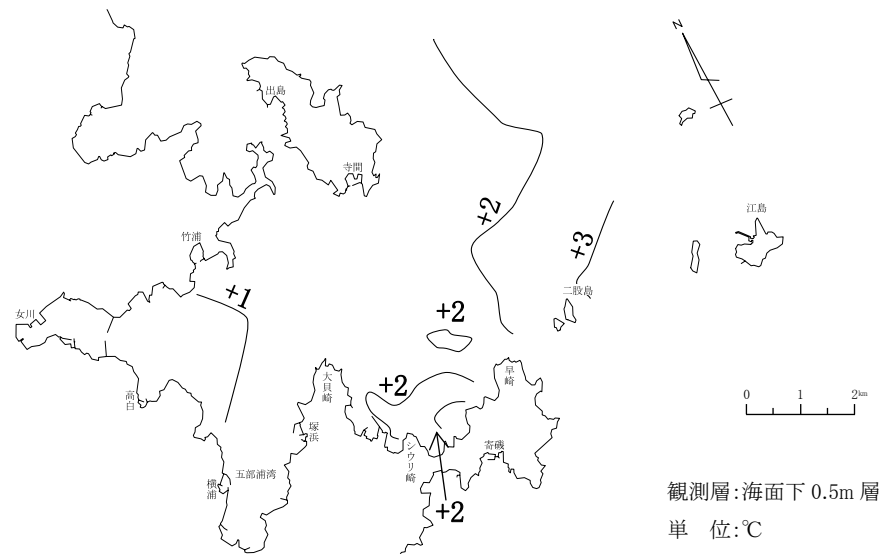 N
出島
寺間
江島
竹浦
+2
+3
二股島
+1
女川
+2
+2
大貝崎
早崎
高白
0 1 2km
塚浜
シウリ崎
寄磯
五部浦湾
横浦
+2
観測層:海面下 0.5m 層
単 位:℃